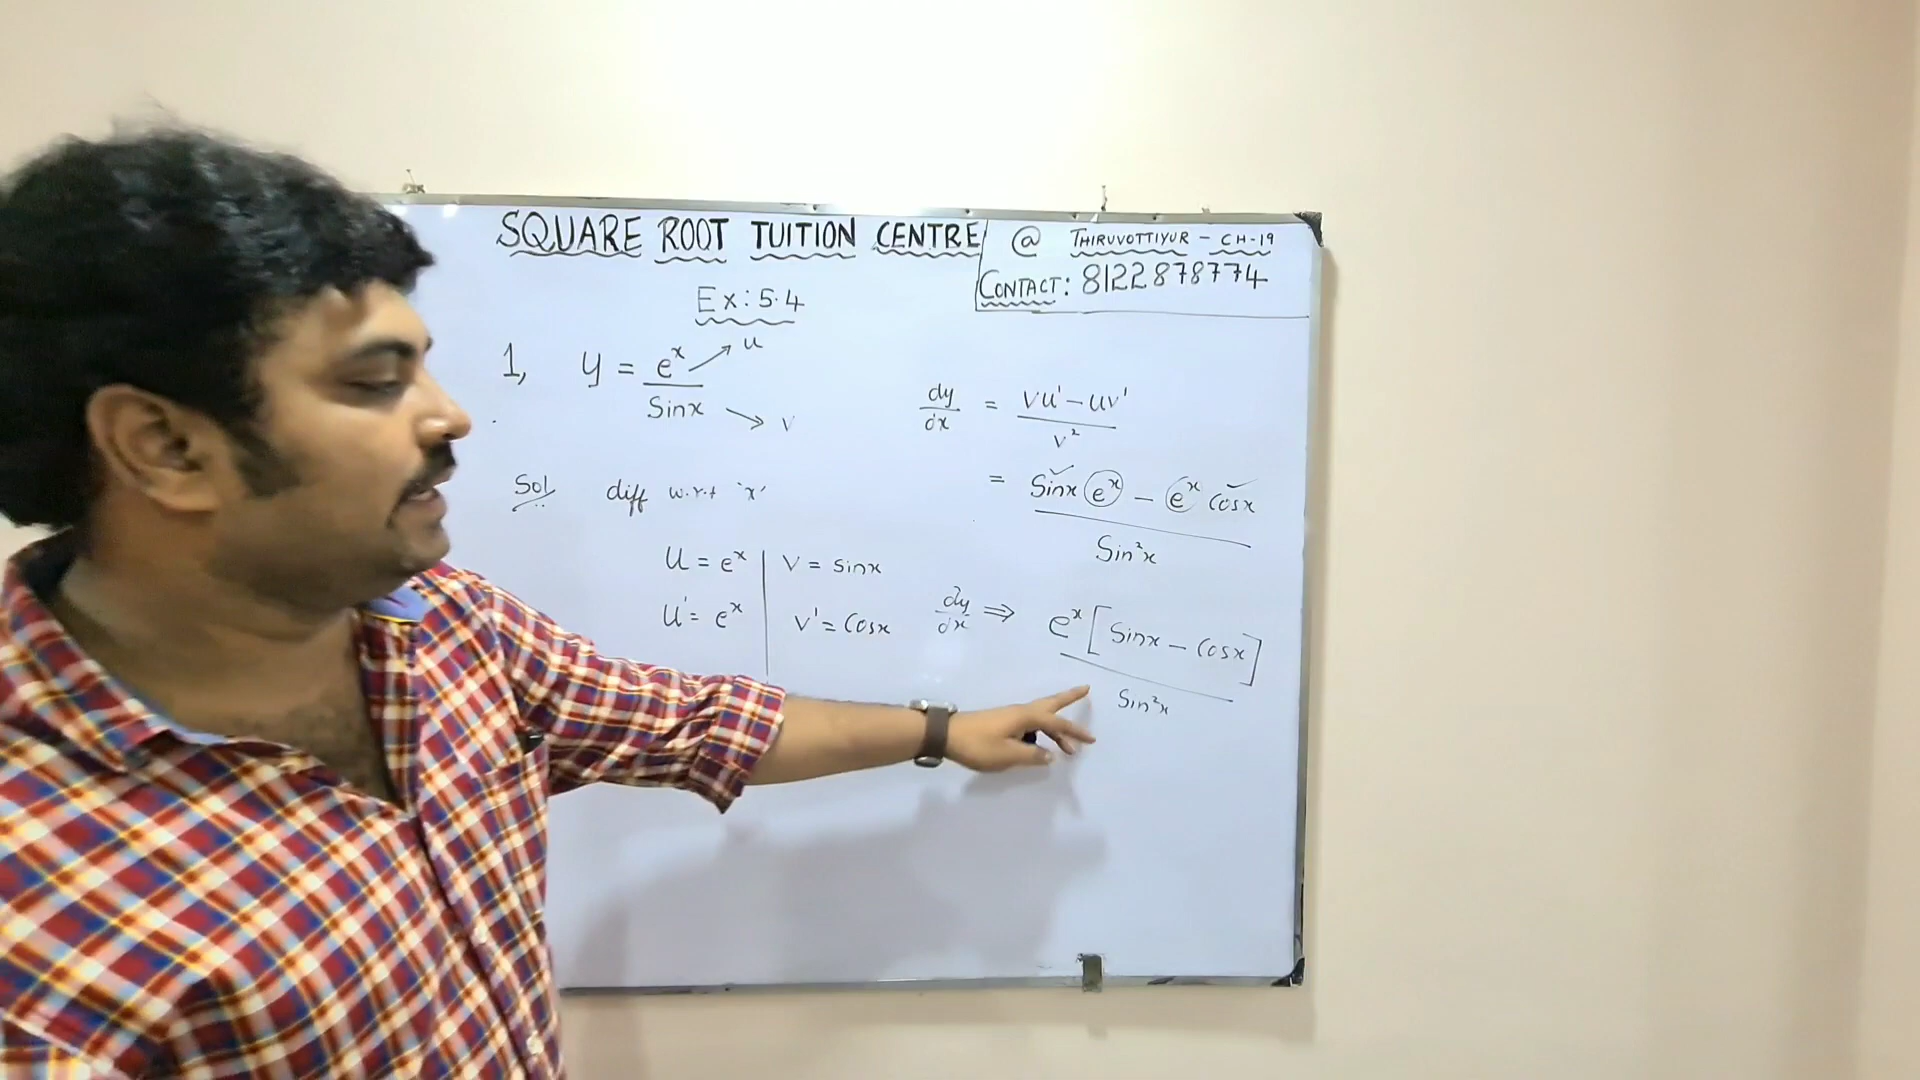 SQUARE ROOT TUITION CENTRE @ THIRUVOTTIYUR - CH-19
CONTACT: 8122878774
Ex: 5.4
1, y = e^x / Sinx
u
v
Sol diff w.r.t 'x'
U = e^x | V = Sinx
U' = e^x | V' = Cosx
dy/dx = (VU' - UV') / V²
= (Sinx (e^x) - e^x Cosx) / Sin²x
dy/dx ⇒ e^x [Sinx - Cosx] / Sin²x